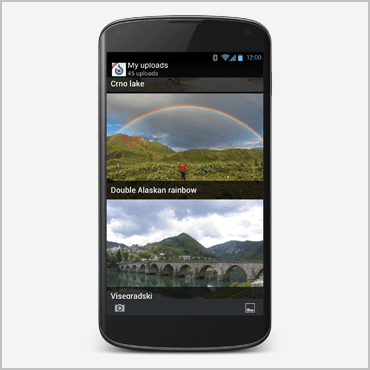 12:00
My uploads
45 uploads
Crno lake
Double Alaskan rainbow
Visegradski